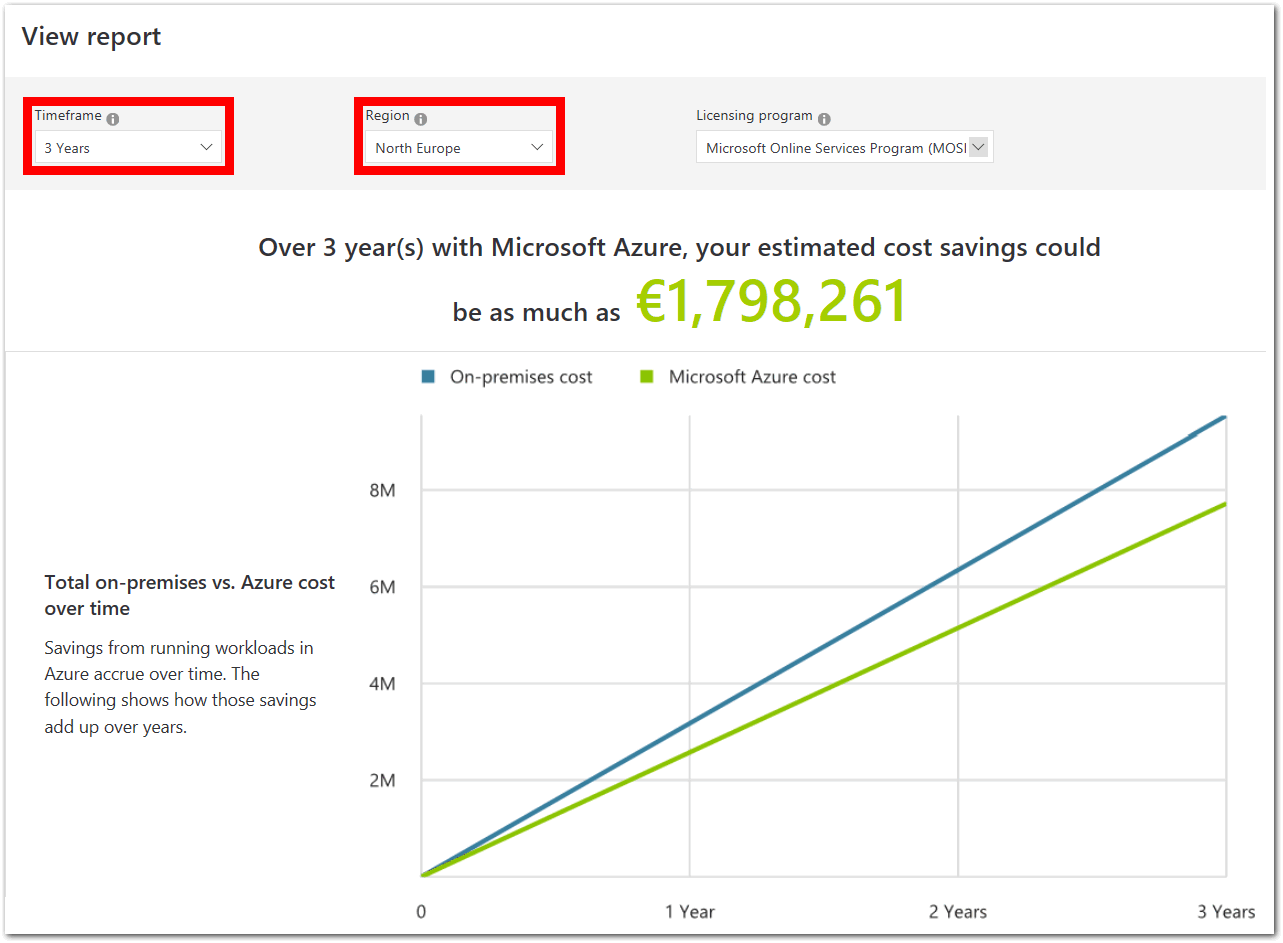 View report
Timeframe
3 Years
Region
North Europe
Licensing program
Microsoft Online Services Program (MOSI
Over 3 year(s) with Microsoft Azure, your estimated cost savings could
be as much as €1,798,261
On-premises cost
Microsoft Azure cost
8M
6M
4M
2M
Total on-premises vs. Azure cost
over time
Savings from running workloads in
Azure accrue over time. The
following shows how those savings
add up over years.
0
1 Year
2 Years
3 Years